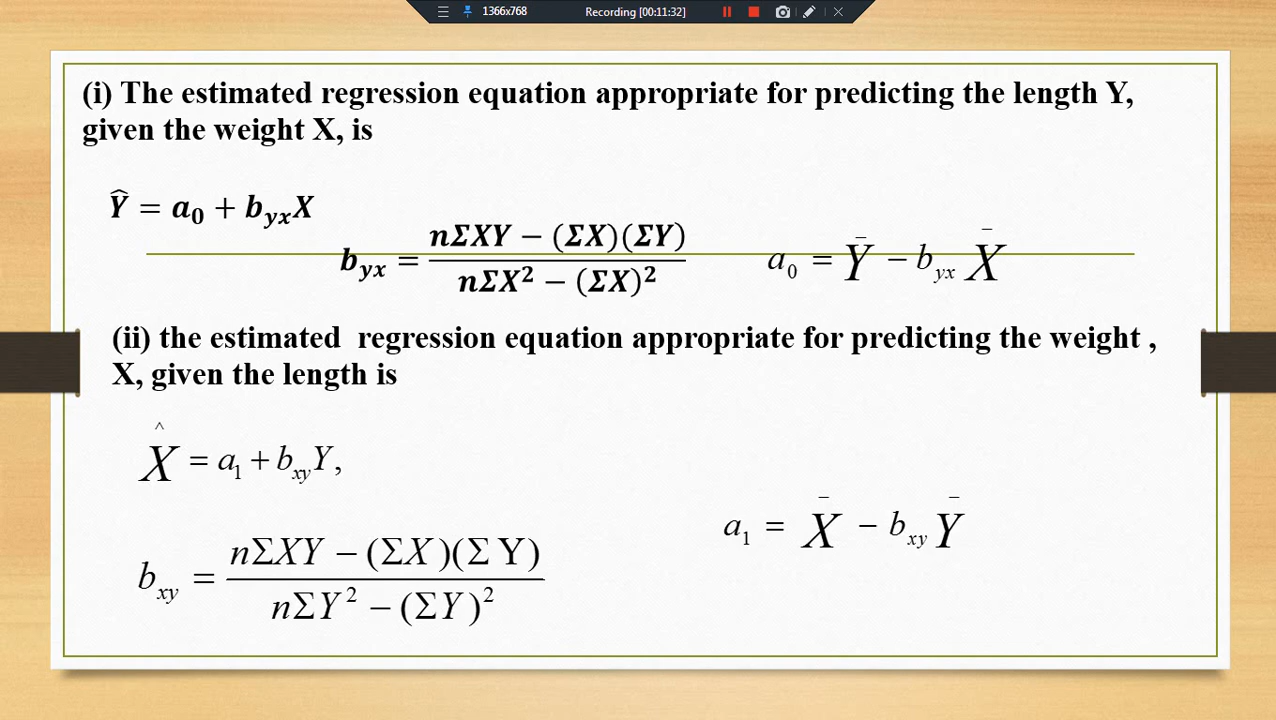 1366x768 Recording [00:11:32]
(i) The estimated regression equation appropriate for predicting the length Y,
given the weight X, is
Ŷ = a₀ + b_yx X
b_yx = (nΣXY − (ΣX)(ΣY)) / (nΣX² − (ΣX)²)
a₀ = Ȳ − b_yx X̄
(ii) the estimated regression equation appropriate for predicting the weight ,
X, given the length is
X̂ = a₁ + b_xy Y,
a₁ = X̄ − b_xy Ȳ
b_xy = (nΣXY − (ΣX)(Σ Y)) / (nΣY² − (ΣY)²)